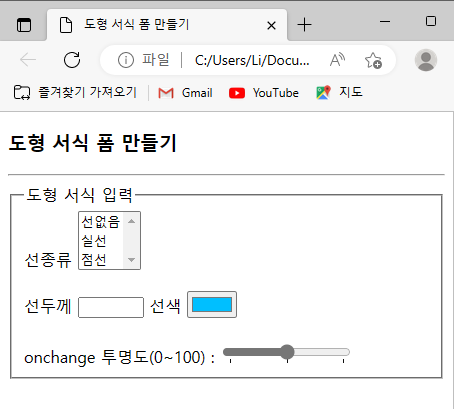 도형 서식 폼 만들기
파일 C:/Users/Li/Docu...
즐겨찾기 가져오기 Gmail YouTube 지도
도형 서식 폼 만들기
도형 서식 입력
선없음
실선
선종류 점선
선두께 선색
onchange 투명도(0~100) :